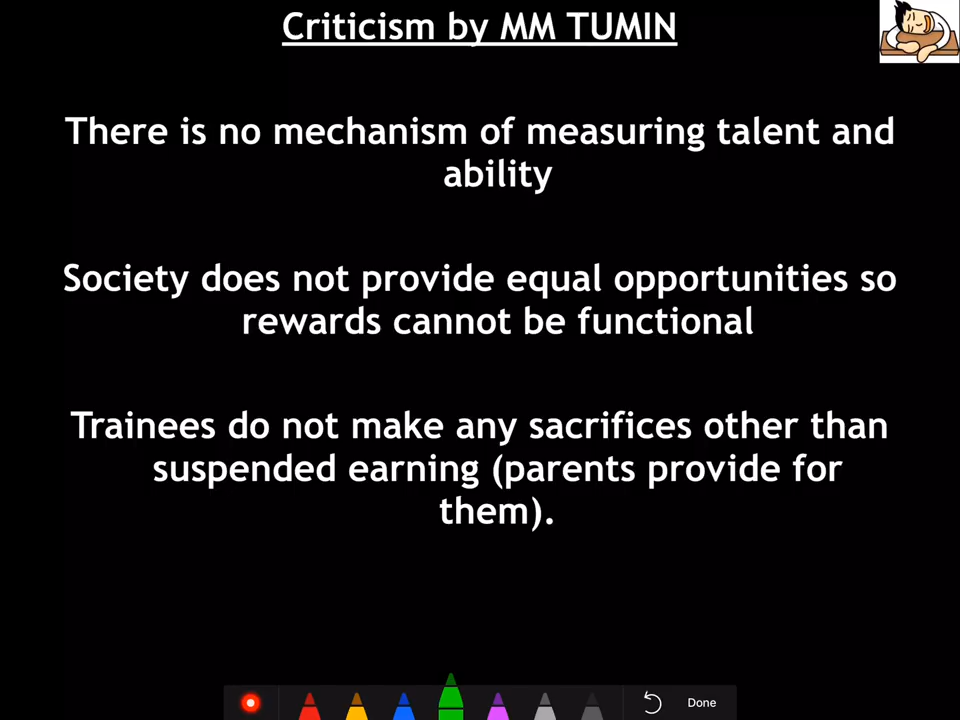 Criticism by MM TUMIN
There is no mechanism of measuring talent and
ability
Society does not provide equal opportunities so
rewards cannot be functional
Trainees do not make any sacrifices other than
suspended earning (parents provide for
them).
Done